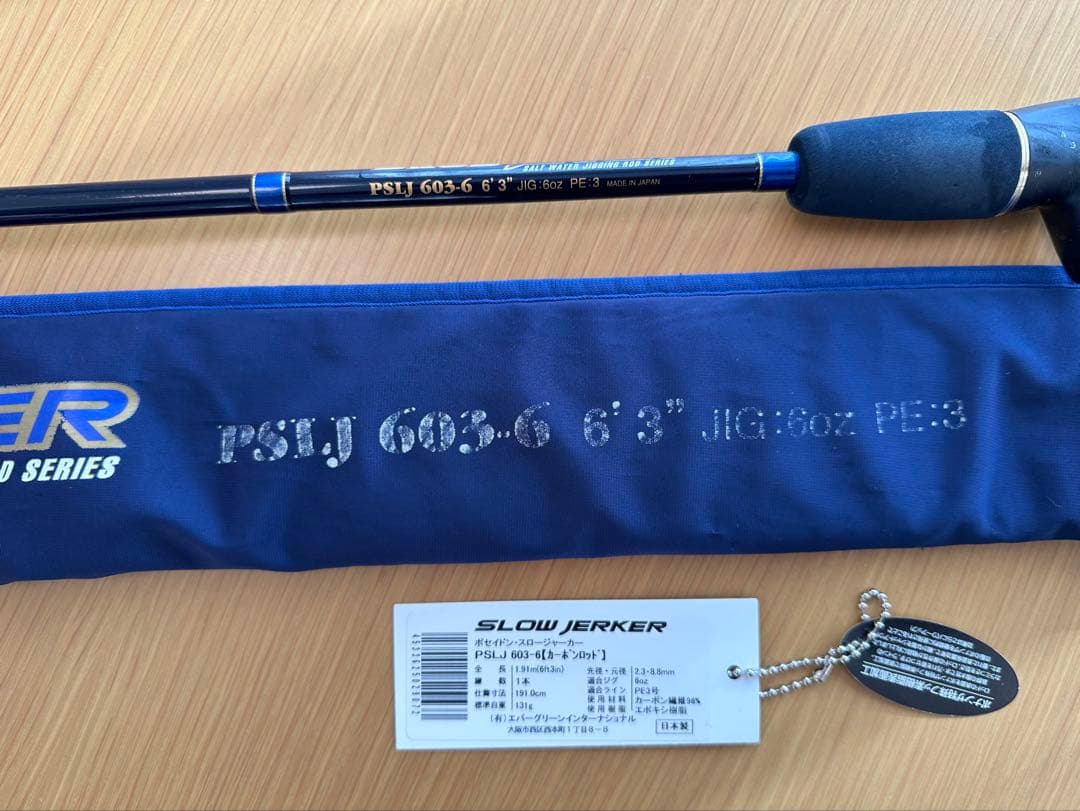 SALT WATER JIGGING ROD SERIES
PSLJ 603-6 6'3" JIG:6oz PE:3 MADE IN JAPAN
ER
D SERIES
PSLJ 603-6 6'3" JIG:6oz PE:3
SLOW JERKER
ポセイドン・スロージャーカー
PSLJ 603-6【カーボンロッド】
全長 1.91m(6ft3in) 先径・元径 2.3・8.8mm
継数 1本 適合ジグ 6oz
仕舞寸法 191.0cm 適合ライン PE3号
標準自重 131g 使用材料 カーボン繊維98%
使用樹脂 エポキシ樹脂
(有)エバーグリーンインターナショナル
大阪市西区西本町1丁目8-8
日本製